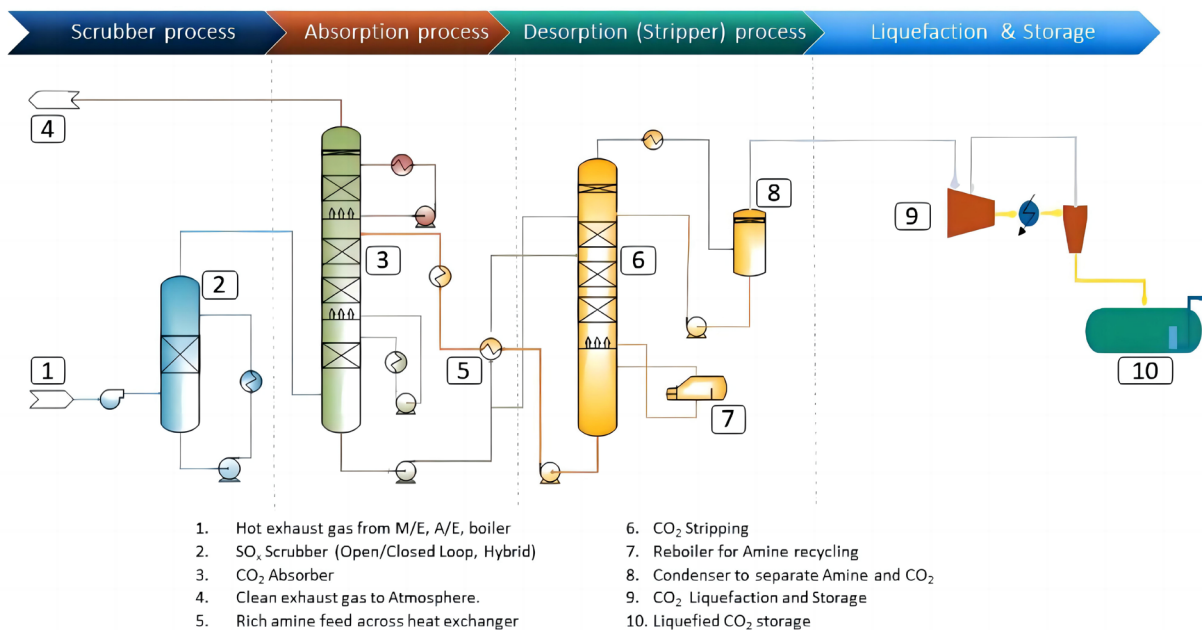 Scrubber process
Absorption process
Desorption (Stripper) process
Liquefaction & Storage
4
8
9
3
6
2
1
5
10
7
1. Hot exhaust gas from M/E, A/E, boiler
2. SOₓ Scrubber (Open/Closed Loop, Hybrid)
3. CO₂ Absorber
4. Clean exhaust gas to Atmosphere.
5. Rich amine feed across heat exchanger
6. CO₂ Stripping
7. Reboiler for Amine recycling
8. Condenser to separate Amine and CO₂
9. CO₂ Liquefaction and Storage
10. Liquefied CO₂ storage